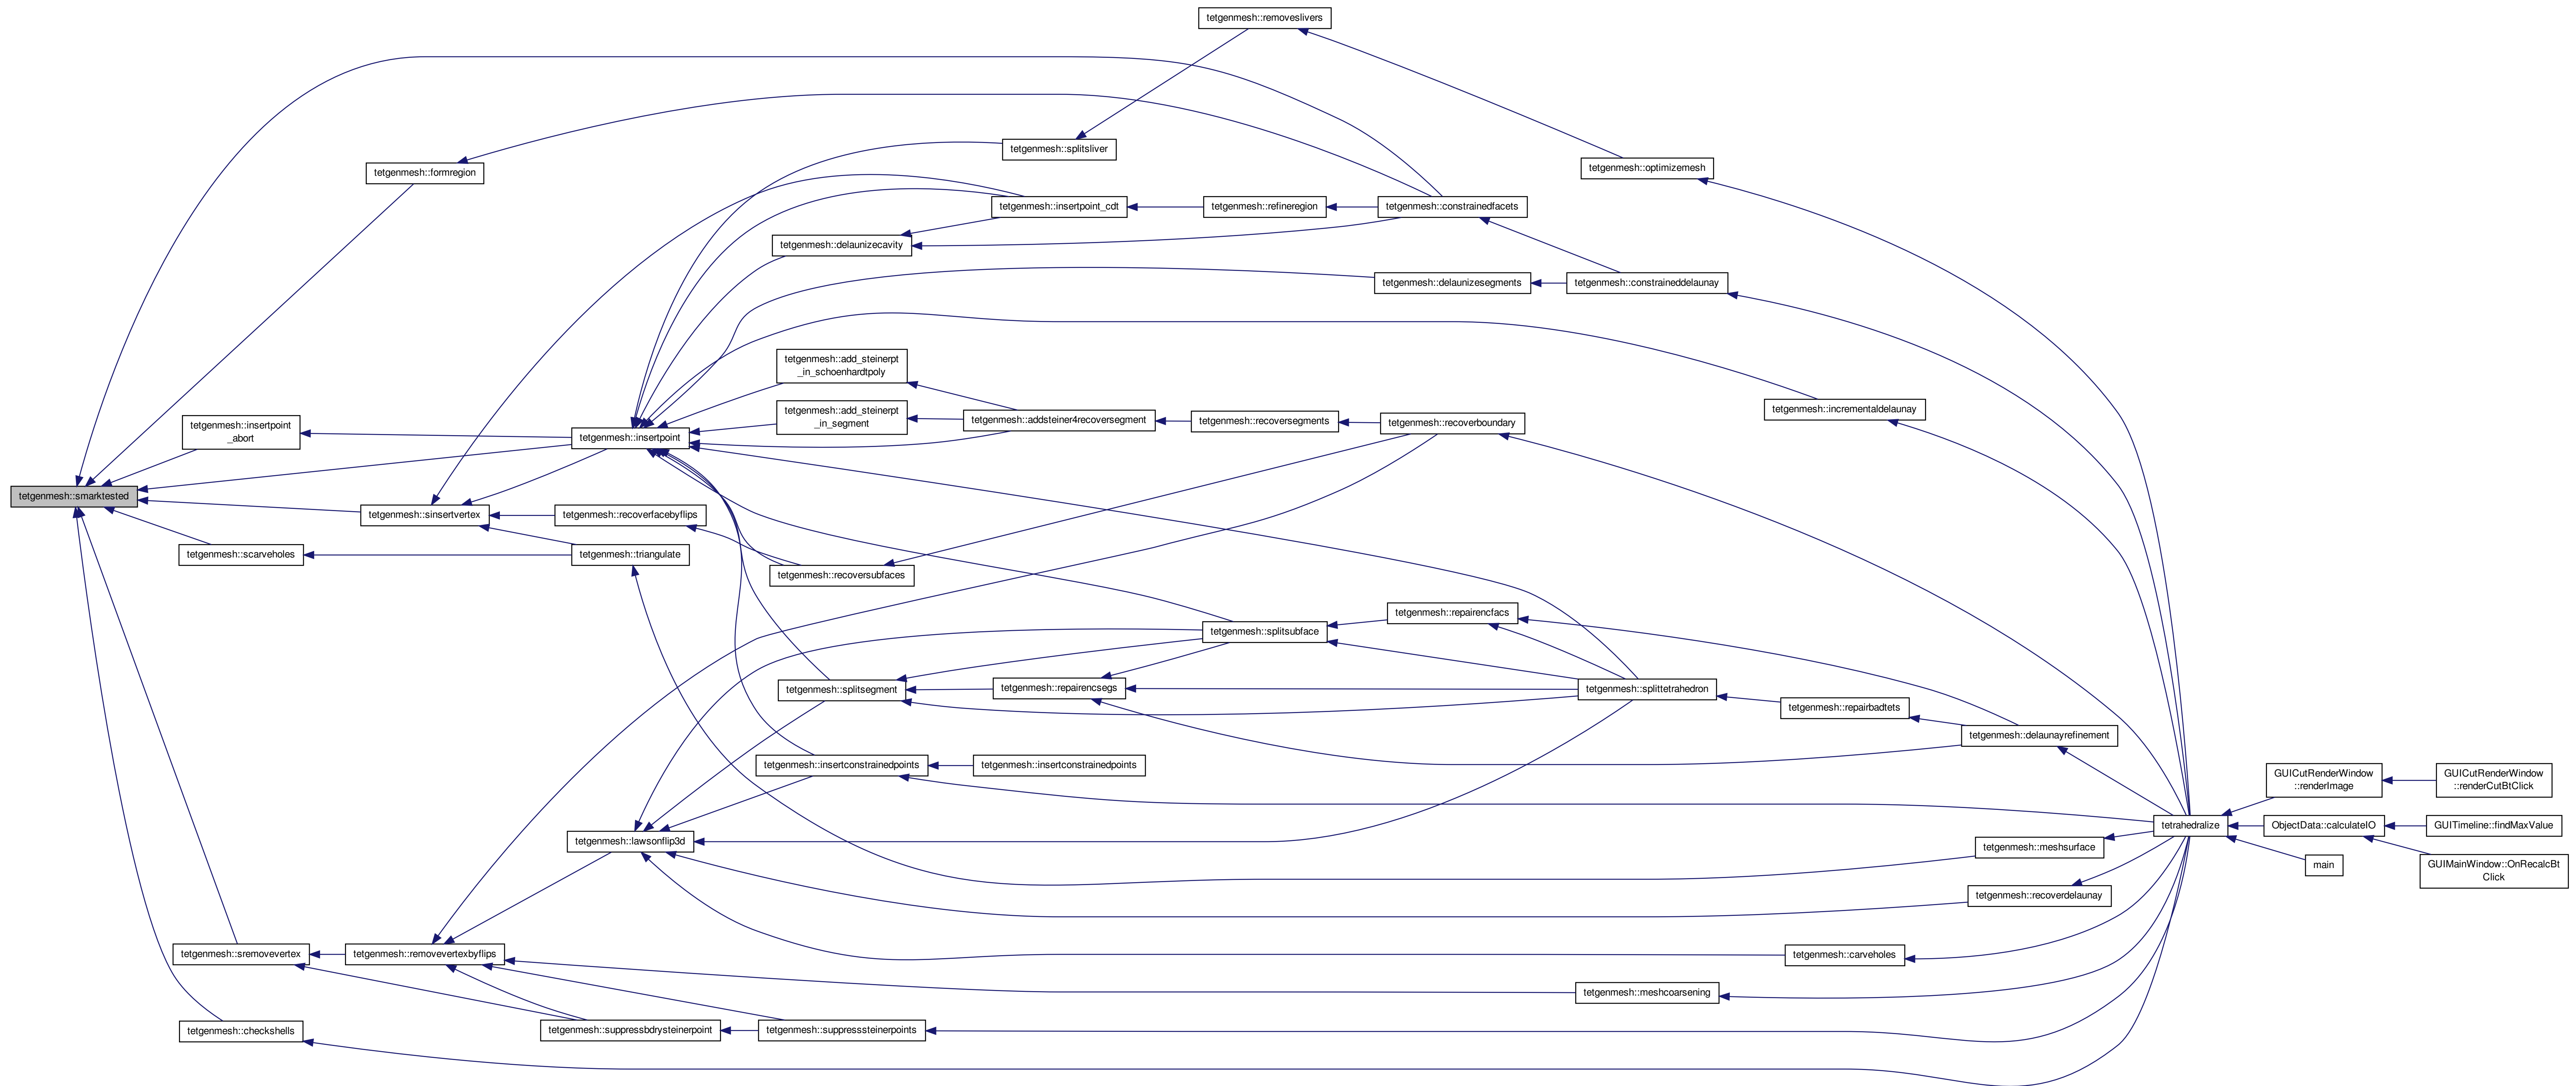 tetgenmesh::removeslivers
tetgenmesh::splitsliver
tetgenmesh::formregion
tetgenmesh::optimizemesh
tetgenmesh::insertpoint_cdt
tetgenmesh::refineregion
tetgenmesh::constrainedfacets
tetgenmesh::delaunizecavity
tetgenmesh::delaunizesegments
tetgenmesh::constraineddelaunay
tetgenmesh::add_steinerpt
_in_schoenhardtpoly
tetgenmesh::incrementaldelaunay
tetgenmesh::add_steinerpt
_in_segment
tetgenmesh::addsteiner4recoversegment
tetgenmesh::recoversegments
tetgenmesh::recoverboundary
tetgenmesh::insertpoint
_abort
tetgenmesh::insertpoint
tetgenmesh::smarktested
tetgenmesh::sinsertvertex
tetgenmesh::recoverfacebyflips
tetgenmesh::scarveholes
tetgenmesh::triangulate
tetgenmesh::recoversubfaces
tetgenmesh::repairencfacs
tetgenmesh::splitsubface
tetgenmesh::splitsegment
tetgenmesh::repairencsegs
tetgenmesh::splittetrahedron
tetgenmesh::repairbadtets
tetgenmesh::delaunayrefinement
tetgenmesh::insertconstrainedpoints
tetgenmesh::insertconstrainedpoints
GUICutRenderWindow
::renderImage
GUICutRenderWindow
::renderCutBtClick
tetrahedralize
ObjectData::calculateIO
GUITimeline::findMaxValue
tetgenmesh::lawsonflip3d
tetgenmesh::meshsurface
main
GUIMainWindow::OnRecalcBt
Click
tetgenmesh::recoverdelaunay
tetgenmesh::sremovevertex
tetgenmesh::removevertexbyflips
tetgenmesh::carveholes
tetgenmesh::meshcoarsening
tetgenmesh::checkshells
tetgenmesh::suppressbdrysteinerpoint
tetgenmesh::suppresssteinerpoints